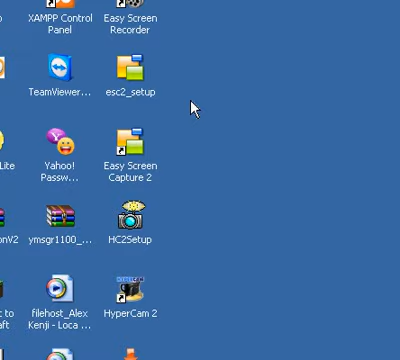 XAMPP Control
Panel
Easy Screen
Recorder
TeamViewer...
esc2_setup
Lite
Yahoo!
Passw...
Easy Screen
Capture 2
onV2
ymsgr1100_...
HC2Setup
t to
aft
filehost_Alex
Kenji - Loca ...
HyperCam 2